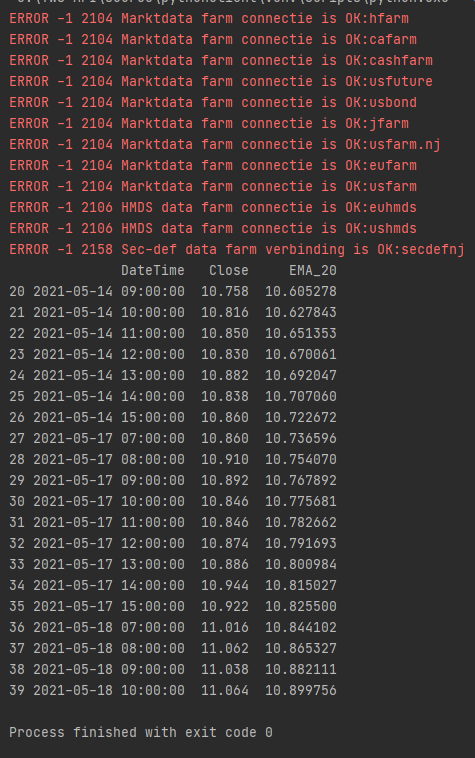 ERROR -1 2104 Marktdata farm connectie is OK:hfarm
ERROR -1 2104 Marktdata farm connectie is OK:cafarm
ERROR -1 2104 Marktdata farm connectie is OK:cashfarm
ERROR -1 2104 Marktdata farm connectie is OK:usfuture
ERROR -1 2104 Marktdata farm connectie is OK:usbond
ERROR -1 2104 Marktdata farm connectie is OK:jfarm
ERROR -1 2104 Marktdata farm connectie is OK:usfarm.nj
ERROR -1 2104 Marktdata farm connectie is OK:eufarm
ERROR -1 2104 Marktdata farm connectie is OK:usfarm
ERROR -1 2106 HMDS data farm connectie is OK:euhmds
ERROR -1 2106 HMDS data farm connectie is OK:ushmds
ERROR -1 2158 Sec-def data farm verbinding is OK:secdefnj
DateTime Close EMA_20
20 2021-05-14 09:00:00 10.758 10.605278
21 2021-05-14 10:00:00 10.816 10.627843
22 2021-05-14 11:00:00 10.850 10.651353
23 2021-05-14 12:00:00 10.830 10.670061
24 2021-05-14 13:00:00 10.882 10.692047
25 2021-05-14 14:00:00 10.838 10.707060
26 2021-05-14 15:00:00 10.860 10.722672
27 2021-05-17 07:00:00 10.860 10.736596
28 2021-05-17 08:00:00 10.910 10.754070
29 2021-05-17 09:00:00 10.892 10.767892
30 2021-05-17 10:00:00 10.846 10.775681
31 2021-05-17 11:00:00 10.846 10.782662
32 2021-05-17 12:00:00 10.874 10.791693
33 2021-05-17 13:00:00 10.886 10.800984
34 2021-05-17 14:00:00 10.944 10.815027
35 2021-05-17 15:00:00 10.922 10.825500
36 2021-05-18 07:00:00 11.016 10.844102
37 2021-05-18 08:00:00 11.062 10.865327
38 2021-05-18 09:00:00 11.038 10.882111
39 2021-05-18 10:00:00 11.064 10.899756
Process finished with exit code 0